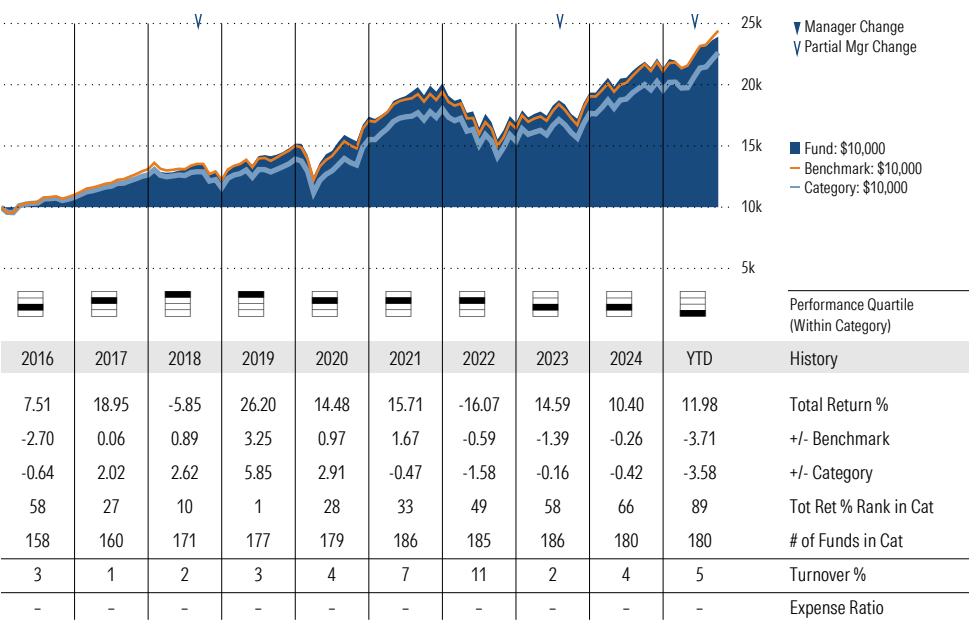 25k
20k
15k
10k
5k
Manager Change
Partial Mgr Change
Fund: $10,000
Benchmark: $10,000
Category: $10,000
Performance Quartile
(Within Category)
2016 2017 2018 2019 2020 2021 2022 2023 2024 YTD History
7.51 18.95 -5.85 26.20 14.48 15.71 -16.07 14.59 10.40 11.98 Total Return %
-2.70 0.06 0.89 3.25 0.97 1.67 -0.59 -1.39 -0.26 -3.71 +/- Benchmark
-0.64 2.02 2.62 5.85 2.91 -0.47 -1.58 -0.16 -0.42 -3.58 +/- Category
58 27 10 1 28 33 49 58 66 89 Tot Ret % Rank in Cat
158 160 171 177 179 186 185 186 180 180 # of Funds in Cat
3 1 2 3 4 7 11 2 4 5 Turnover %
– – – – – – – – – – Expense Ratio